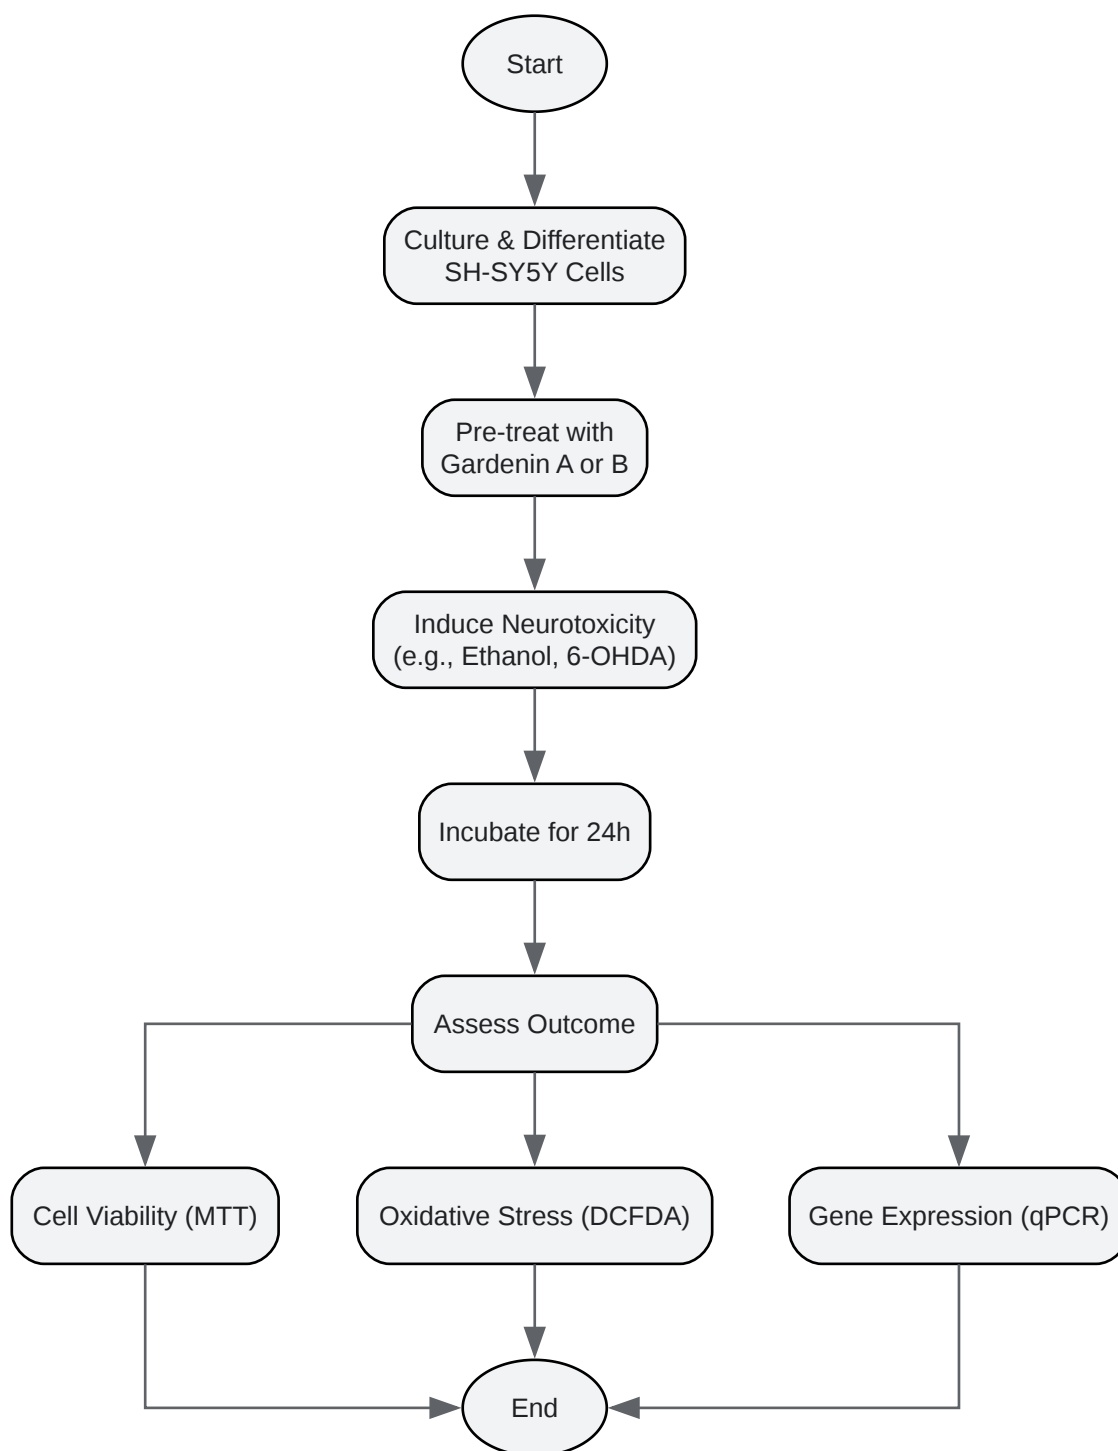 Start
Culture & Differentiate
SH-SY5Y Cells
Pre-treat with
Gardenin A or B
Induce Neurotoxicity
(e.g., Ethanol, 6-OHDA)
Incubate for 24h
Assess Outcome
Cell Viability (MTT)
Oxidative Stress (DCFDA)
Gene Expression (qPCR)
End